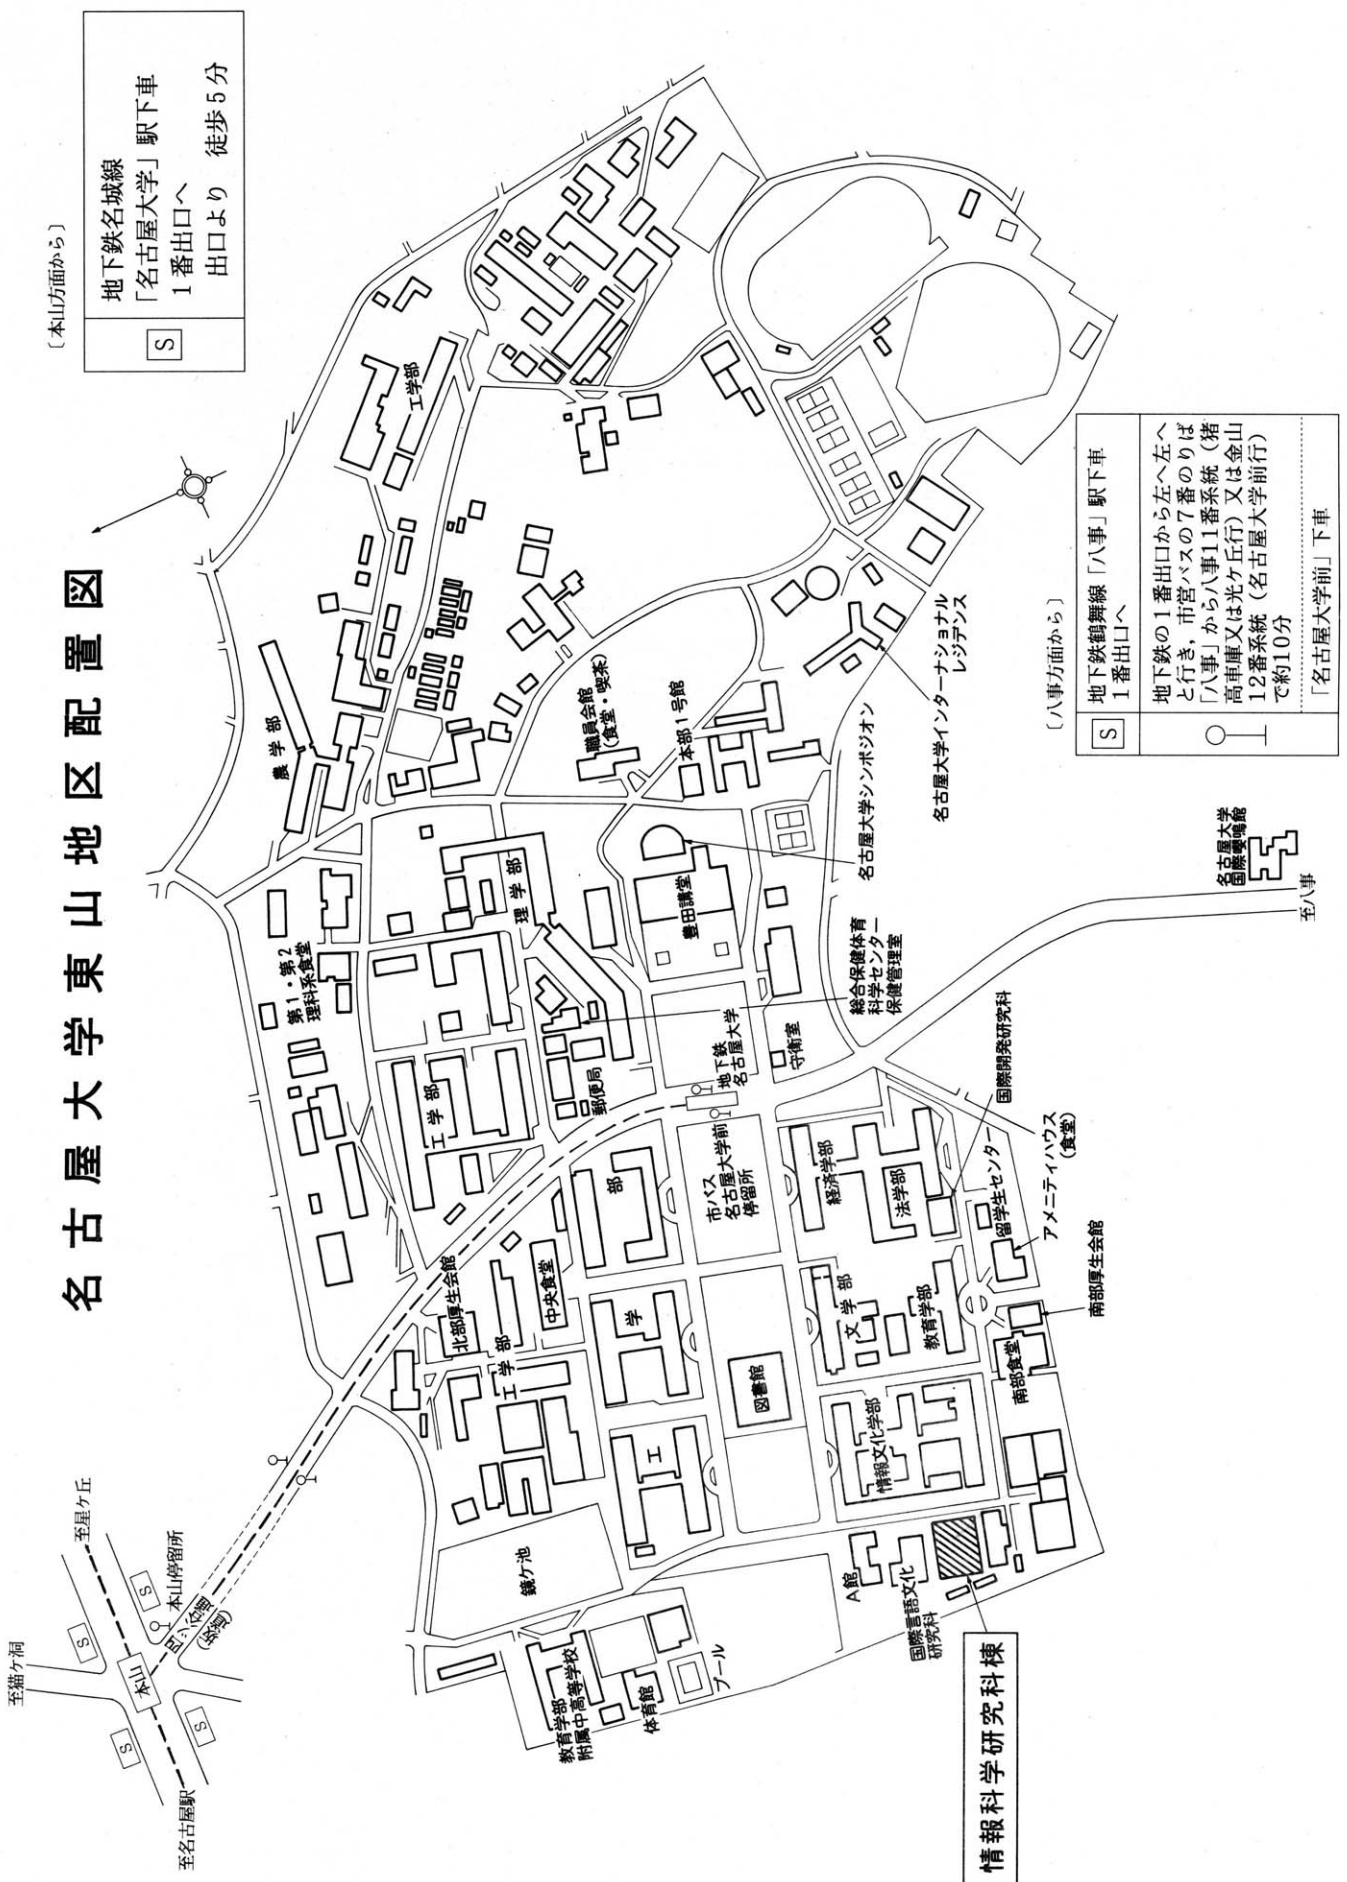 名古屋大学東山地区配置図
〔本山方面から〕
S
地下鉄名城線
「名古屋大学」駅下車
1番出口へ
出口より 徒歩5分
至猫ケ洞
至星ケ丘
至名古屋駅
S
S
S
S
本山
本山停留所
四ツ谷通
農学部
工学部
第1・第2
理科系食堂
理学部
工学部
職員会館
(食堂・喫茶)
本部1号館
豊田講堂
名古屋大学シンポジオン
名古屋大学インターナショナル
レジデンス
総合保健体育
科学センター
保健管理室
郵便局
地下鉄
名古屋大学
守衛室
市バス
名古屋大学前
停留所
北部厚生会館
中央食堂
工学部
工
学
部
図書館
経済学部
法学部
国際開発研究科
文学部
教育学部
留学生センター
アメニティハウス
(食堂)
南部厚生会館
南部食堂
情報文化学部
鏡ケ池
A館
国際言語文化
研究科
情報科学研究科棟
教育学部
附属中高等学校
体育館
プール
名古屋大学
国際嚶鳴館
至八事
〔八事方面から〕
S
地下鉄鶴舞線「八事」駅下車
1番出口へ
地下鉄の1番出口から左へ左へ
と行き,市営バスの7番のりば
「八事」から八事11番系統(猪
高車庫又は光ケ丘行)又は金山
12番系統(名古屋大学前行)
で約10分
「名古屋大学前」下車